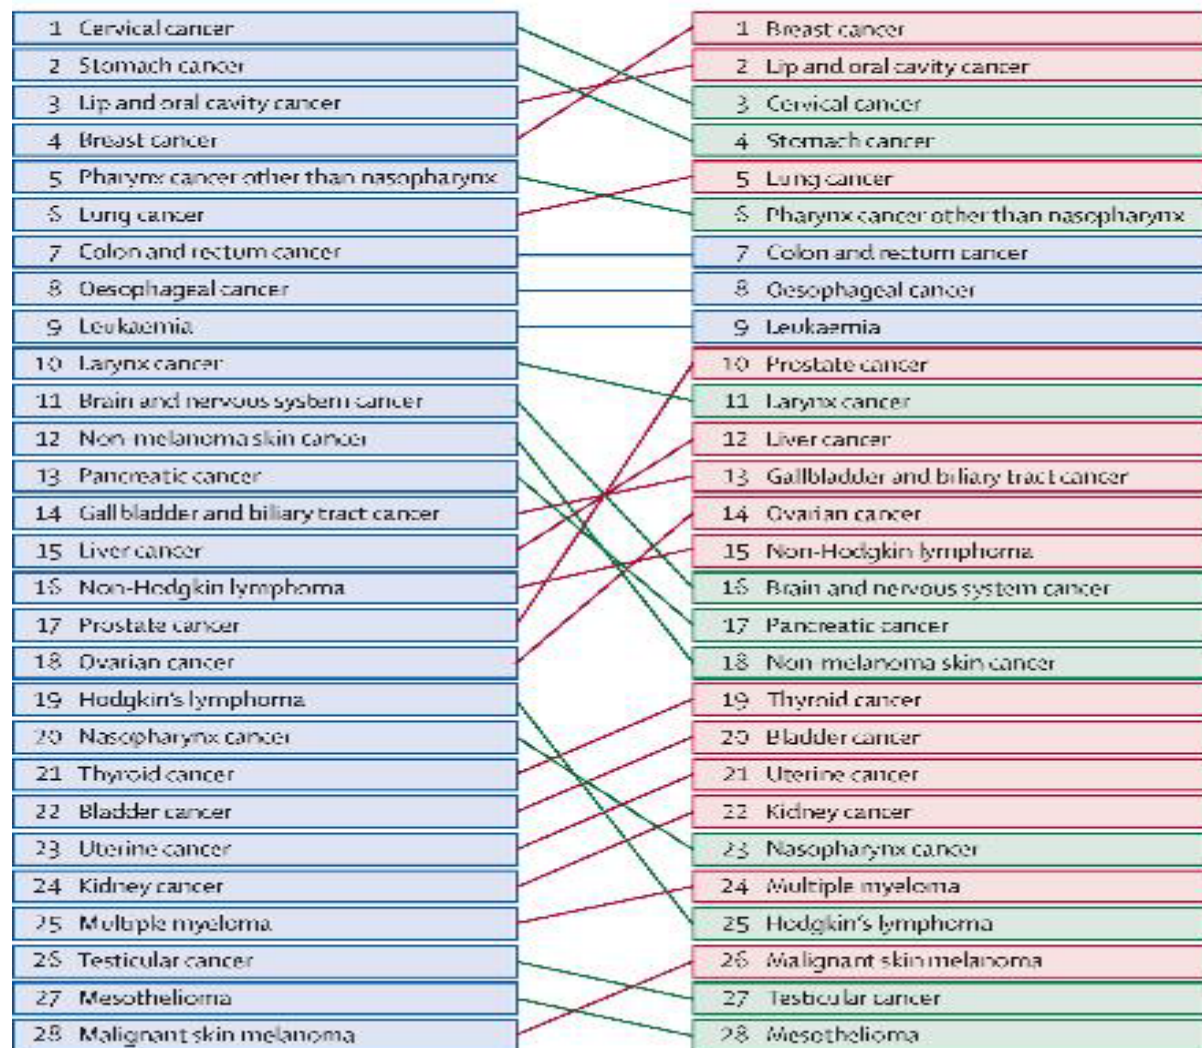 1 Cervical cancer
2 Stomach cancer
3 Lip and oral cavity cancer
4 Breast cancer
5 Pharynx cancer other than nasopharynx
6 Lung cancer
7 Colon and rectum cancer
8 Oesophageal cancer
9 Leukaemia
10 Larynx cancer
11 Brain and nervous system cancer
12 Non-melanoma skin cancer
13 Pancreatic cancer
14 Gallbladder and biliary tract cancer
15 Liver cancer
16 Non-Hodgkin lymphoma
17 Prostate cancer
18 Ovarian cancer
19 Hodgkin's lymphoma
20 Nasopharynx cancer
21 Thyroid cancer
22 Bladder cancer
23 Uterine cancer
24 Kidney cancer
25 Multiple myeloma
26 Testicular cancer
27 Mesothelioma
28 Malignant skin melanoma
1 Breast cancer
2 Lip and oral cavity cancer
3 Cervical cancer
4 Stomach cancer
5 Lung cancer
6 Pharynx cancer other than nasopharynx
7 Colon and rectum cancer
8 Oesophageal cancer
9 Leukaemia
10 Prostate cancer
11 Larynx cancer
12 Liver cancer
13 Gallbladder and biliary tract cancer
14 Ovarian cancer
15 Non-Hodgkin lymphoma
16 Brain and nervous system cancer
17 Pancreatic cancer
18 Non-melanoma skin cancer
19 Thyroid cancer
20 Bladder cancer
21 Uterine cancer
22 Kidney cancer
23 Nasopharynx cancer
24 Multiple myeloma
25 Hodgkin's lymphoma
26 Malignant skin melanoma
27 Testicular cancer
28 Mesothelioma